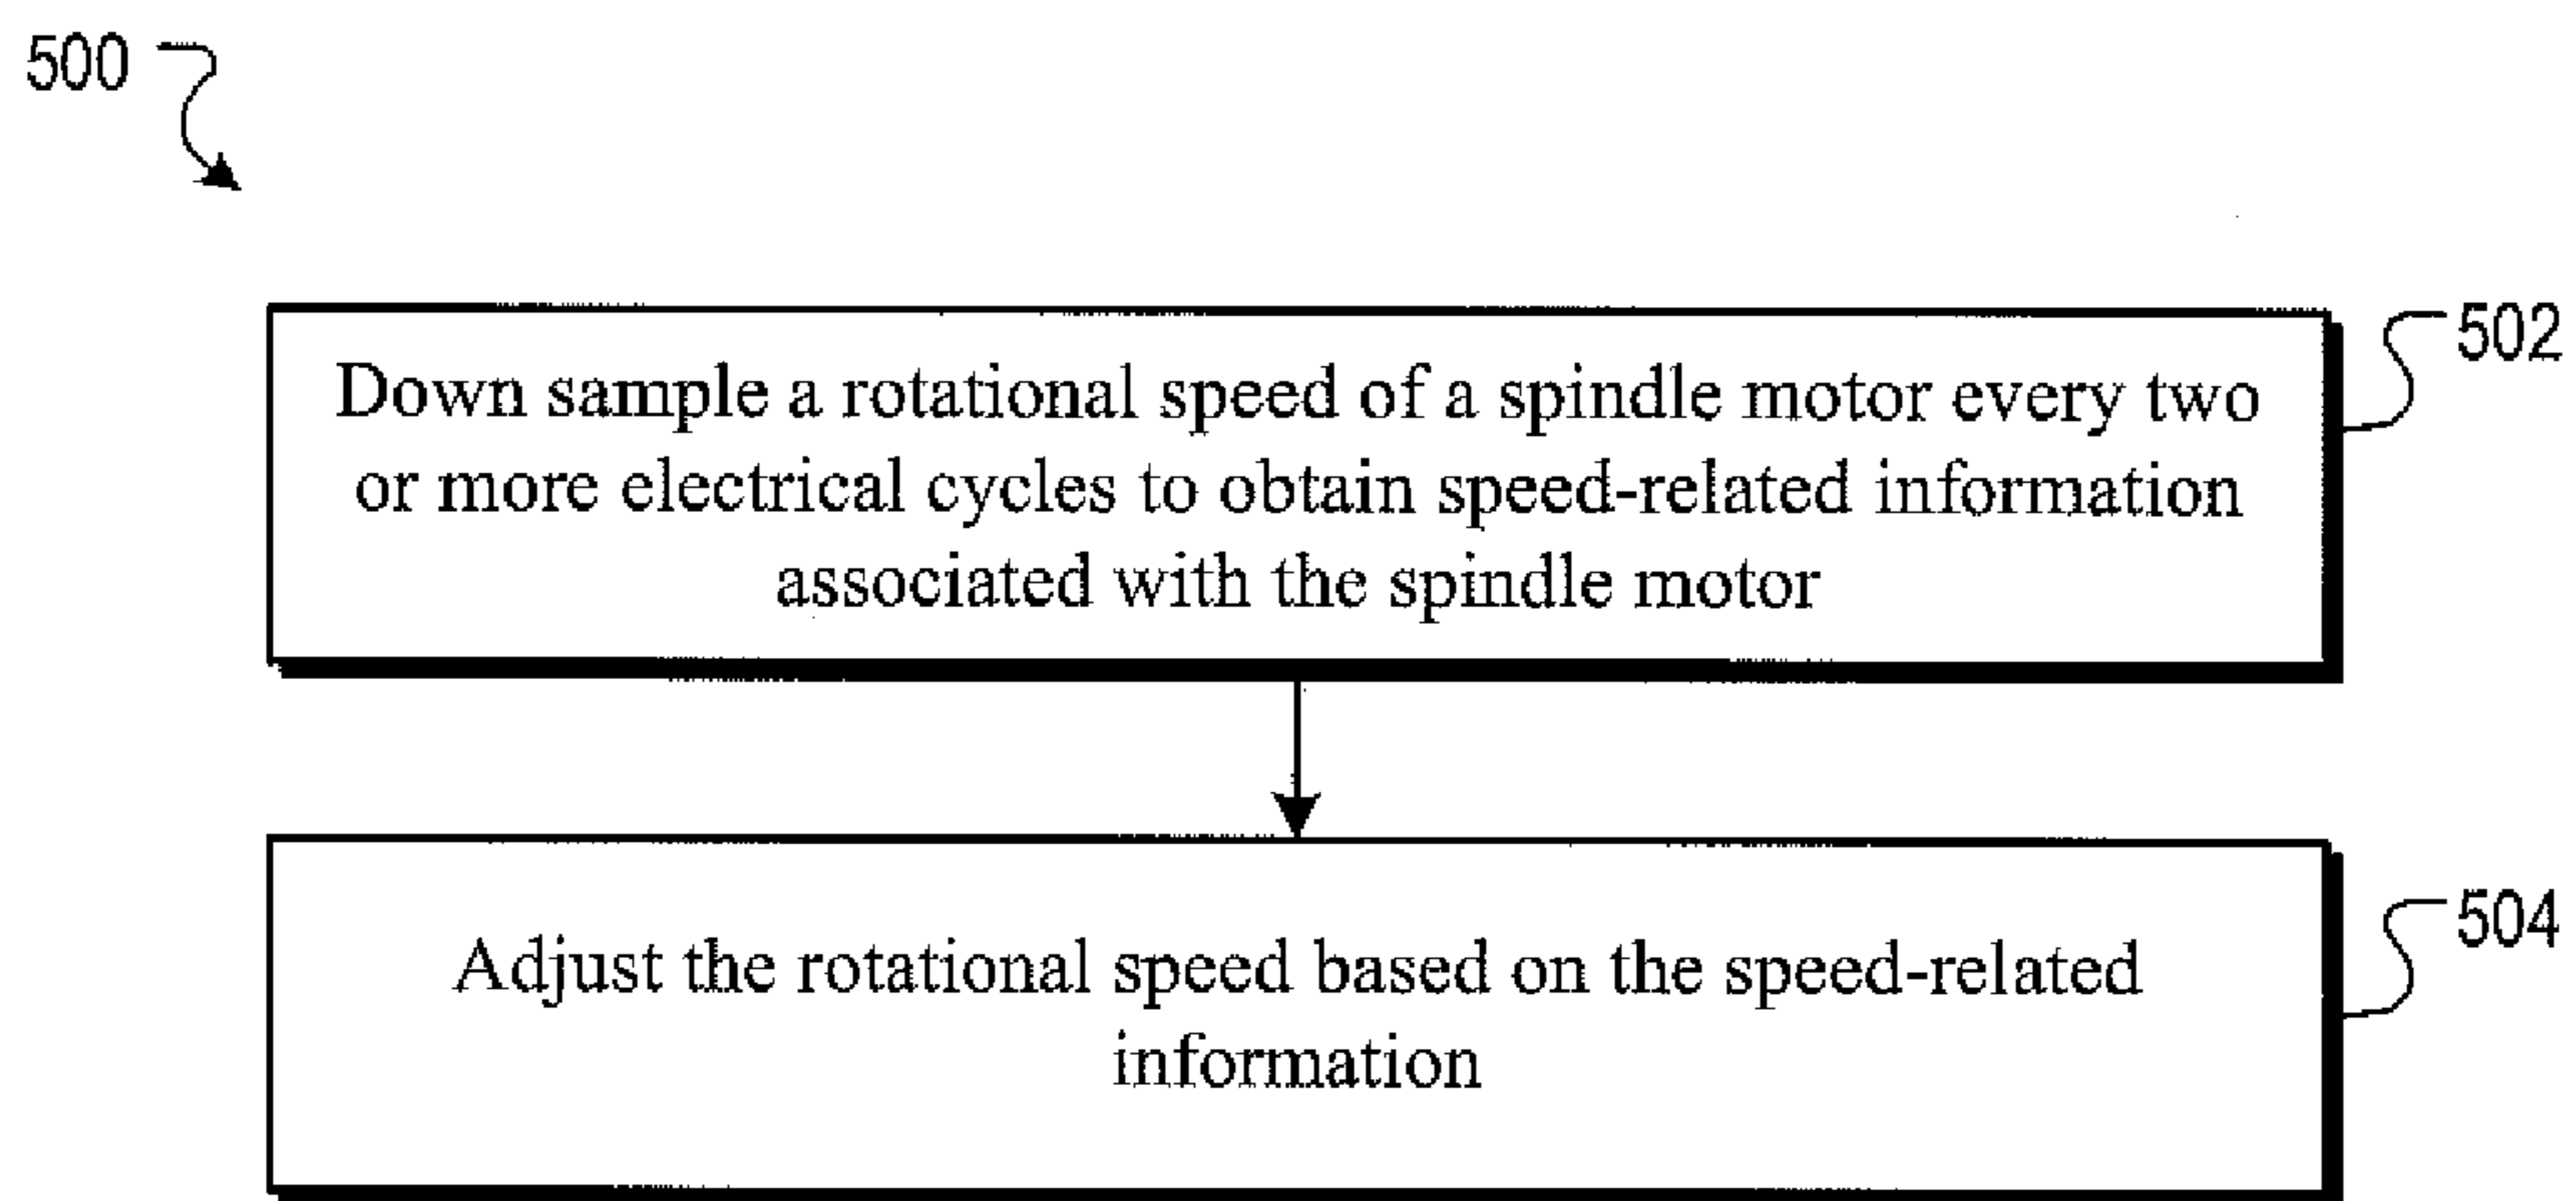 500
502
Down sample a rotational speed of a spindle motor every two
or more electrical cycles to obtain speed-related information
associated with the spindle motor
504
Adjust the rotational speed based on the speed-related
information